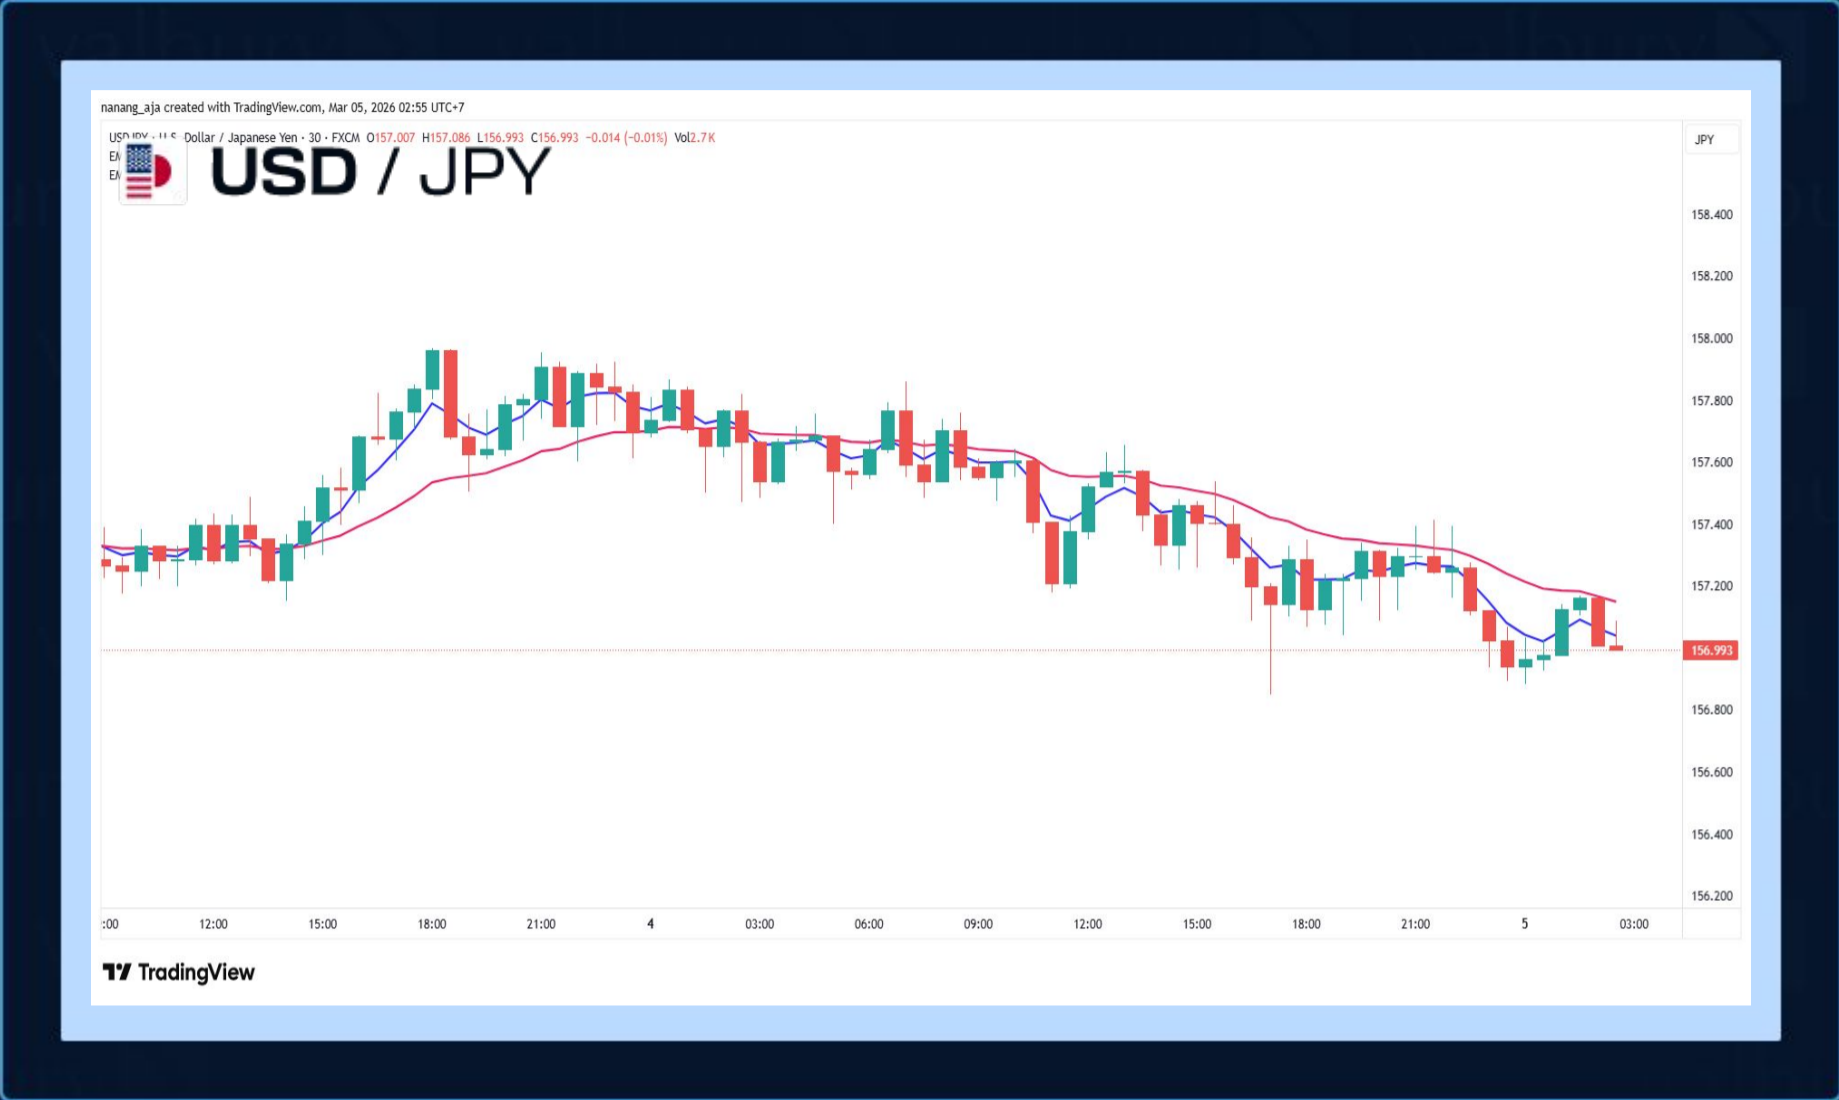 nanang_aja created with TradingView.com, Mar 05, 2026 02:55 UTC+7
Dollar / Japanese Yen · 30 · FXCM O157.007 H157.086 L156.993 C156.993 −0.014 (−0.01%) Vol2.7K
JPY
USD / JPY
158.400
158.200
158.000
157.800
157.600
157.400
157.200
156.993
156.800
156.600
156.400
156.200
:00 12:00 15:00 18:00 21:00 4 03:00 06:00 09:00 12:00 15:00 18:00 21:00 5 03:00
TradingView